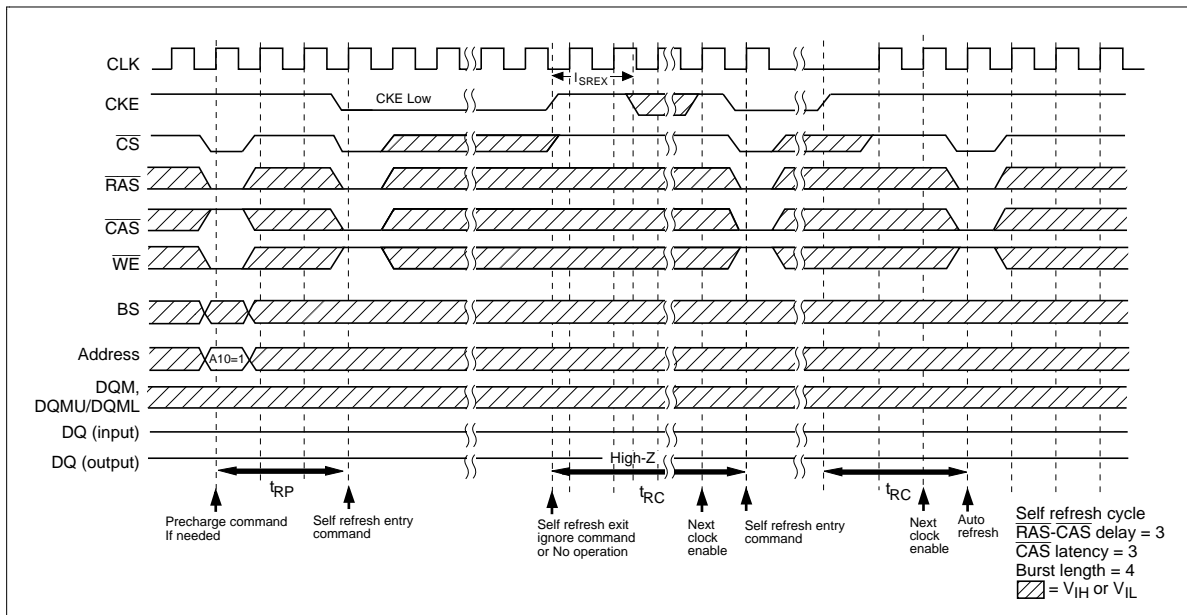 CLK
lSREX
CKE
CKE Low
CS
RAS
CAS
WE
BS
Address
A10=1
DQM,
DQMU/DQML
DQ (input)
DQ (output)
High-Z
tRP
tRC
tRC
Precharge command
If needed
Self refresh entry
command
Self refresh exit
ignore command
or No operation
Next
clock
enable
Self refresh entry
command
Next
clock
enable
Auto
refresh
Self refresh cycle
RAS-CAS delay = 3
CAS latency = 3
Burst length = 4
= VIH or VIL